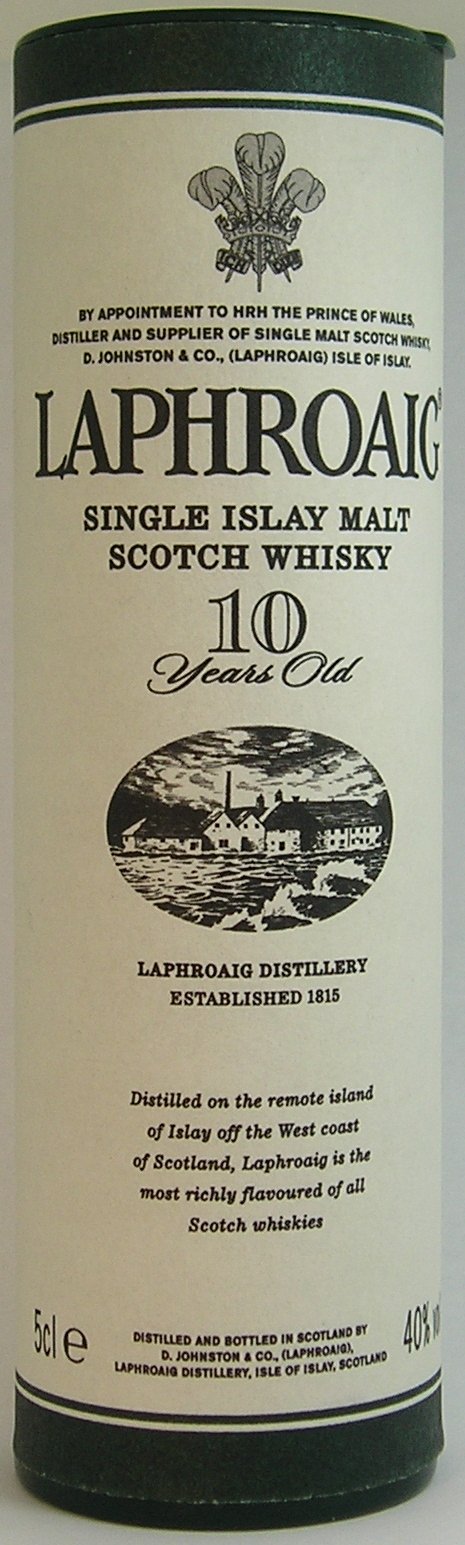 ICH DIEN
BY APPOINTMENT TO HRH THE PRINCE OF WALES,
DISTILLER AND SUPPLIER OF SINGLE MALT SCOTCH WHISKY,
D. JOHNSTON & CO., (LAPHROAIG) ISLE OF ISLAY.
LAPHROAIG®
SINGLE ISLAY MALT
SCOTCH WHISKY
10
Years Old
LAPHROAIG DISTILLERY
ESTABLISHED 1815
Distilled on the remote island
of Islay off the West coast
of Scotland, Laphroaig is the
most richly flavoured of all
Scotch whiskies
5cl ℮
40% vol
DISTILLED AND BOTTLED IN SCOTLAND BY
D. JOHNSTON & CO., (LAPHROAIG),
LAPHROAIG DISTILLERY, ISLE OF ISLAY, SCOTLAND